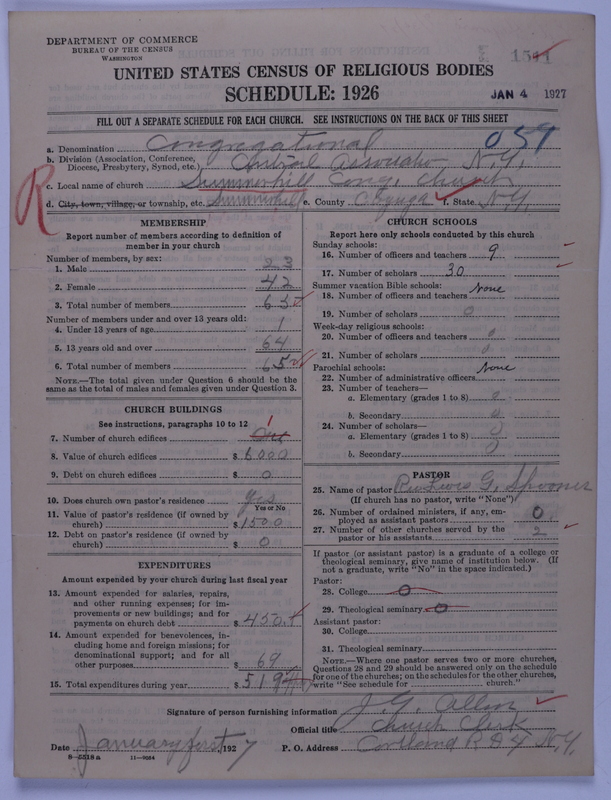 DEPARTMENT OF COMMERCE
BUREAU OF THE CENSUS
WASHINGTON
UNITED STATES CENSUS OF RELIGIOUS BODIES
SCHEDULE: 1926
JAN 4 1927
FILL OUT A SEPARATE SCHEDULE FOR EACH CHURCH. SEE INSTRUCTIONS ON THE BACK OF THIS SHEET
a. Denomination Congregational 059
b. Division (Association, Conference, Diocese, Presbytery, Synod, etc.) Central Association N.Y.
c. Local name of church Summerhill Cong. Church
d. City, town, village, or township, etc. Summerhill e. County Cayuga f. State N.Y.
R
MEMBERSHIP
Report number of members according to definition of
member in your church
Number of members, by sex:
1. Male 23
2. Female 42
3. Total number of members 65
Number of members under and over 13 years old:
4. Under 13 years of age 1
5. 13 years old and over 64
6. Total number of members 65
NOTE.—The total given under Question 6 should be the
same as the total of males and females given under Question 3.
CHURCH BUILDINGS
See instructions, paragraphs 10 to 12
7. Number of church edifices One 1
8. Value of church edifices $ 6000
9. Debt on church edifices $ 0
10. Does church own pastor's residence Yes
Yes or No
11. Value of pastor's residence (if owned by
church) $ 1500
12. Debt on pastor's residence (if owned by
church) $ 0
EXPENDITURES
Amount expended by your church during last fiscal year
13. Amount expended for salaries, repairs,
and other running expenses; for im-
provements or new buildings; and for
payments on church debt $ 450
14. Amount expended for benevolences, in-
cluding home and foreign missions; for
denominational support; and for all
other purposes $ 69
15. Total expenditures during year $ 519
CHURCH SCHOOLS
Report here only schools conducted by this church
Sunday schools:
16. Number of officers and teachers 9
17. Number of scholars 30
Summer vacation Bible schools:
18. Number of officers and teachers None
19. Number of scholars 0
Week-day religious schools:
20. Number of officers and teachers 0
21. Number of scholars 0
Parochial schools:
22. Number of administrative officers None
23. Number of teachers—
a. Elementary (grades 1 to 8) 0
b. Secondary 0
24. Number of scholars—
a. Elementary (grades 1 to 8) 0
b. Secondary 0
PASTOR
25. Name of pastor Rev Lewis G. Spooner
(If church has no pastor, write "None")
26. Number of ordained ministers, if any, em-
ployed as assistant pastors 0
27. Number of other churches served by the
pastor or his assistants 2
If pastor (or assistant pastor) is a graduate of a college or
theological seminary, give name of institution below. (If
not a graduate, write "No" in the space indicated.)
Pastor:
28. College 0
29. Theological seminary 0
Assistant pastor:
30. College
31. Theological seminary
NOTE.—Where one pastor serves two or more churches,
Questions 28 and 29 should be answered only on the schedule
for one of the churches; on the schedules for the other churches,
write "See schedule for church."
Signature of person furnishing information J. G. Allen
Official title Church Clerk
Date January first, 1927 P. O. Address Cortland R D 4 N.Y.
8—5518 a 11—9064